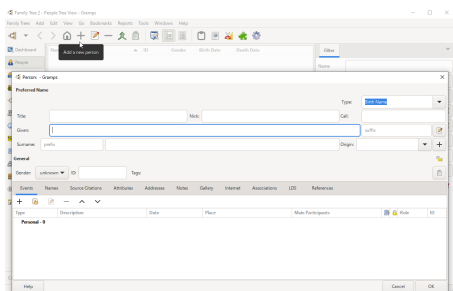 Family Tree 2 - People Tree View - Gramps
Family Trees Add Edit View Go Bookmarks Reports Tools Windows Help
Dashboard
ID Gender Birth Date Death Date
Filter
Add a new person
People
Name
Person: - Gramps
Preferred Name
Type: Birth Name
Title: Nick: Call:
Given: suffix
Surname: prefix Origin:
General
Gender: unknown ID: Tags:
Events Names Source Citations Attributes Addresses Notes Gallery Internet Associations LDS References
Type Description Date Place Main Participants Role ID
Personal - 0
Help Cancel OK